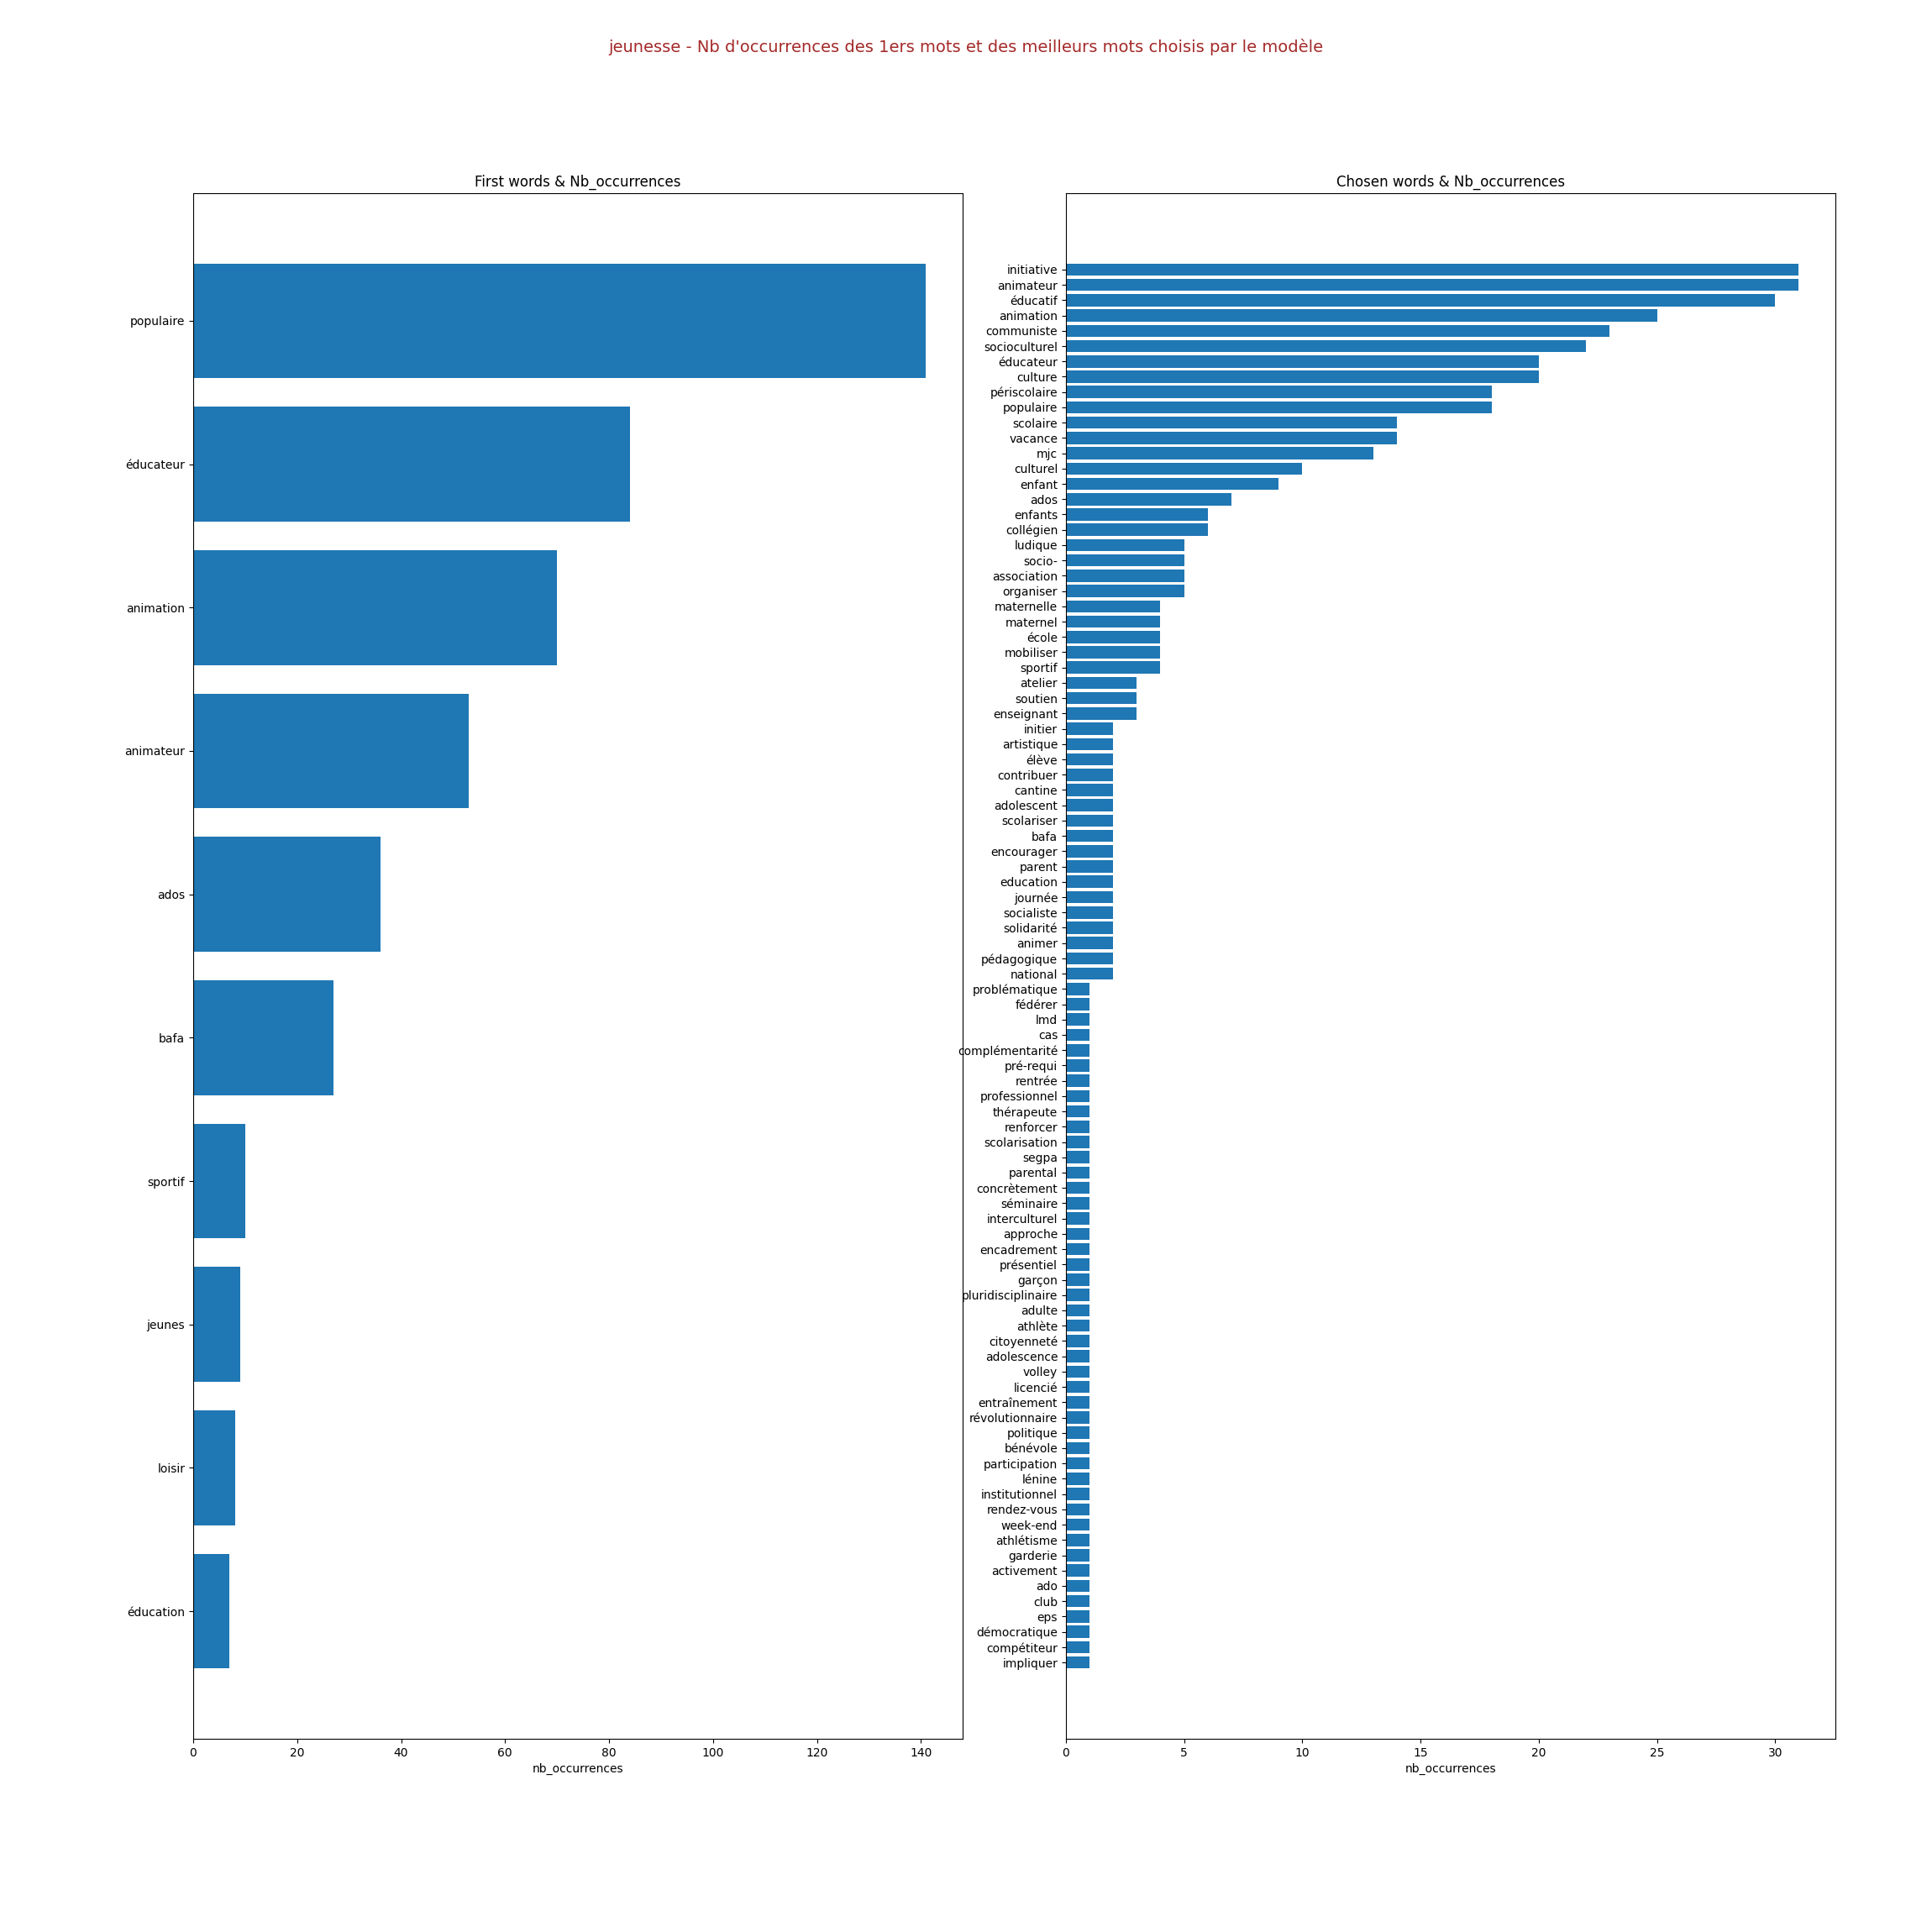 jeunesse - Nb d'occurrences des 1ers mots et des meilleurs mots choisis par le modèle
First words & Nb_occurrences
populaire
éducateur
animation
animateur
ados
bafa
sportif
jeunes
loisir
éducation
0 20 40 60 80 100 120 140
nb_occurrences
Chosen words & Nb_occurrences
initiative
animateur
éducatif
animation
communiste
socioculturel
éducateur
culture
périscolaire
populaire
scolaire
vacance
mjc
culturel
enfant
ados
enfants
collégien
ludique
socio-
association
organiser
maternelle
maternel
école
mobiliser
sportif
atelier
soutien
enseignant
initier
artistique
élève
contribuer
cantine
adolescent
scolariser
bafa
encourager
parent
education
journée
socialiste
solidarité
animer
pédagogique
national
problématique
fédérer
lmd
cas
complémentarité
pré-requi
rentrée
professionnel
thérapeute
renforcer
scolarisation
segpa
parental
concrètement
séminaire
interculturel
approche
encadrement
présentiel
garçon
pluridisciplinaire
adulte
athlète
citoyenneté
adolescence
volley
licencié
entraînement
révolutionnaire
politique
bénévole
participation
lénine
institutionnel
rendez-vous
week-end
athlétisme
garderie
activement
ado
club
eps
démocratique
compétiteur
impliquer
0 5 10 15 20 25 30
nb_occurrences